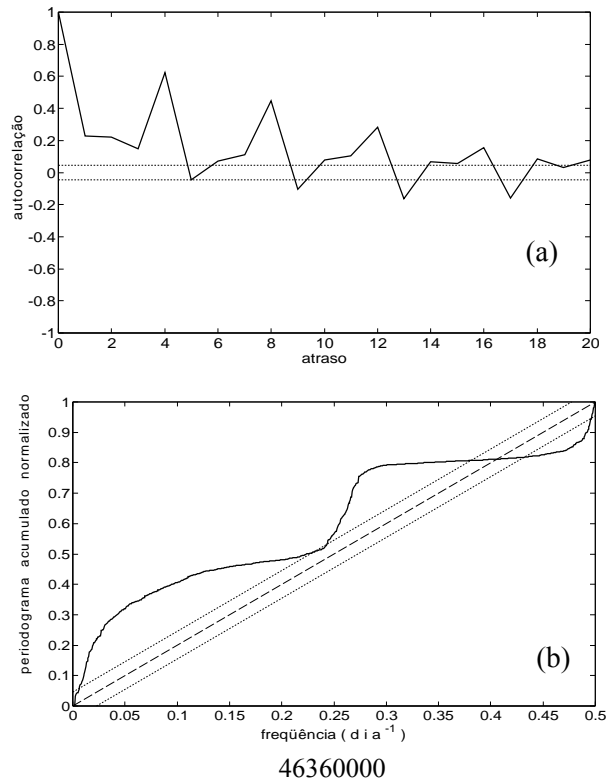 1
0.8
0.6
0.4
0.2
0
-0.2
-0.4
-0.6
-0.8
-1
autocorrelação
(a)
0 2 4 6 8 10 12 14 16 18 20
atraso
1
0.9
0.8
0.7
0.6
0.5
0.4
0.3
0.2
0.1
0
periodograma acumulado normalizado
(b)
0 0.05 0.1 0.15 0.2 0.25 0.3 0.35 0.4 0.45 0.5
freqüência ( d i a⁻¹ )
46360000